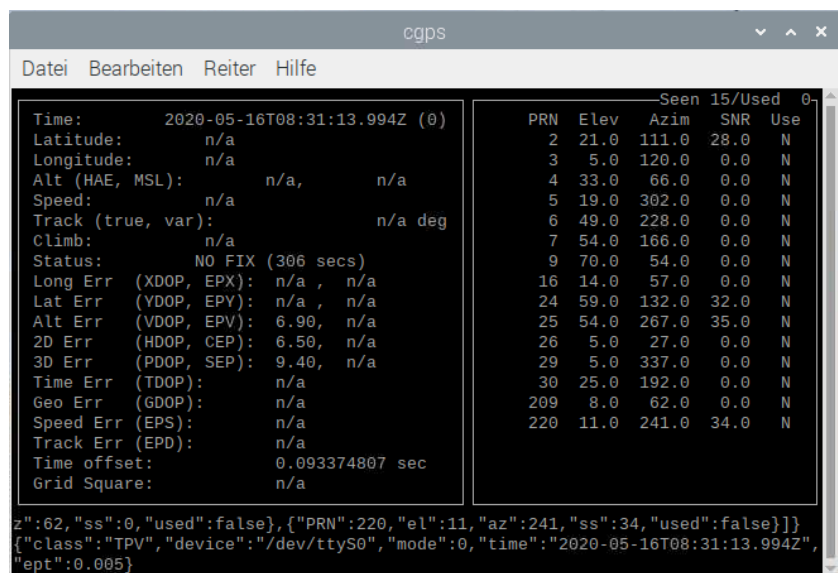 cgps
Datei Bearbeiten Reiter Hilfe
Seen 15/Used 0
Time: 2020-05-16T08:31:13.994Z (0)
Latitude: n/a
Longitude: n/a
Alt (HAE, MSL): n/a, n/a
Speed: n/a
Track (true, var): n/a deg
Climb: n/a
Status: NO FIX (306 secs)
Long Err (XDOP, EPX): n/a , n/a
Lat Err (YDOP, EPY): n/a , n/a
Alt Err (VDOP, EPV): 6.90, n/a
2D Err (HDOP, CEP): 6.50, n/a
3D Err (PDOP, SEP): 9.40, n/a
Time Err (TDOP): n/a
Geo Err (GDOP): n/a
Speed Err (EPS): n/a
Track Err (EPD): n/a
Time offset: 0.093374807 sec
Grid Square: n/a
PRN Elev Azim SNR Use
2 21.0 111.0 28.0 N
3 5.0 120.0 0.0 N
4 33.0 66.0 0.0 N
5 19.0 302.0 0.0 N
6 49.0 228.0 0.0 N
7 54.0 166.0 0.0 N
9 70.0 54.0 0.0 N
16 14.0 57.0 0.0 N
24 59.0 132.0 32.0 N
25 54.0 267.0 35.0 N
26 5.0 27.0 0.0 N
29 5.0 337.0 0.0 N
30 25.0 192.0 0.0 N
209 8.0 62.0 0.0 N
220 11.0 241.0 34.0 N
z":62,"ss":0,"used":false},{"PRN":220,"el":11,"az":241,"ss":34,"used":false}]}
{"class":"TPV","device":"/dev/ttyS0","mode":0,"time":"2020-05-16T08:31:13.994Z",
"ept":0.005}